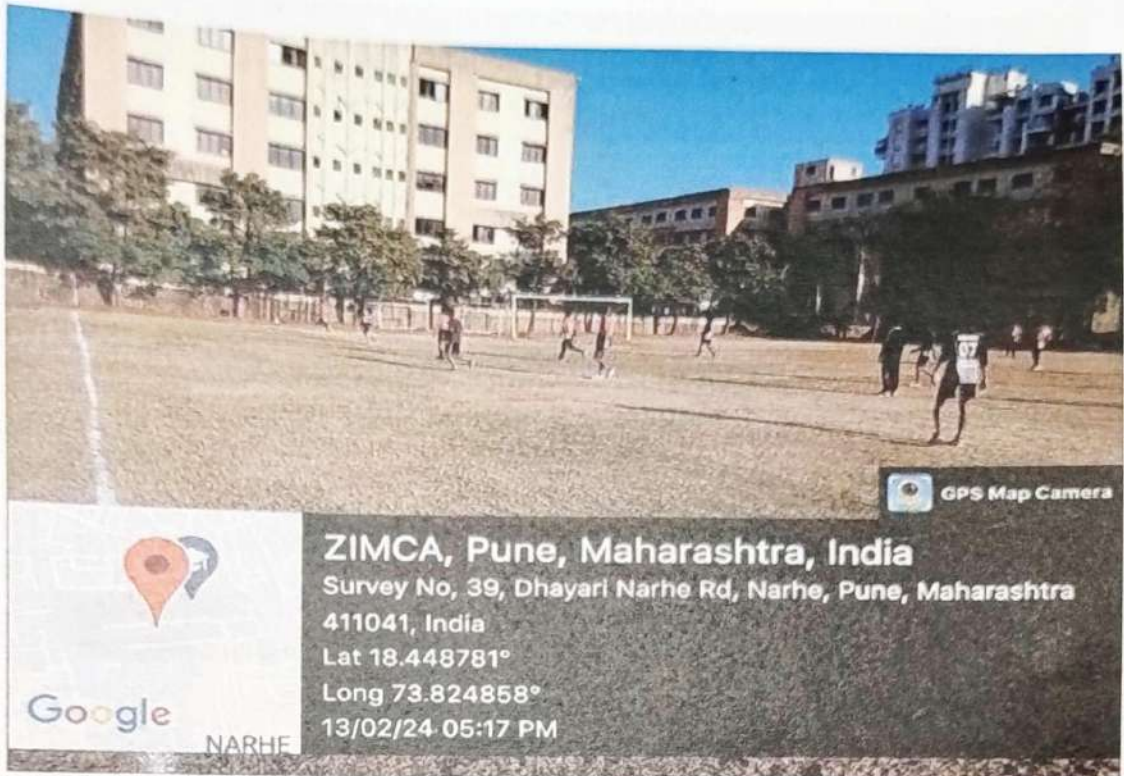 07
GPS Map Camera
ZIMCA, Pune, Maharashtra, India
Survey No, 39, Dhayari Narhe Rd, Narhe, Pune, Maharashtra
411041, India
Lat 18.448781°
Long 73.824858°
13/02/24 05:17 PM
Google
NARHE